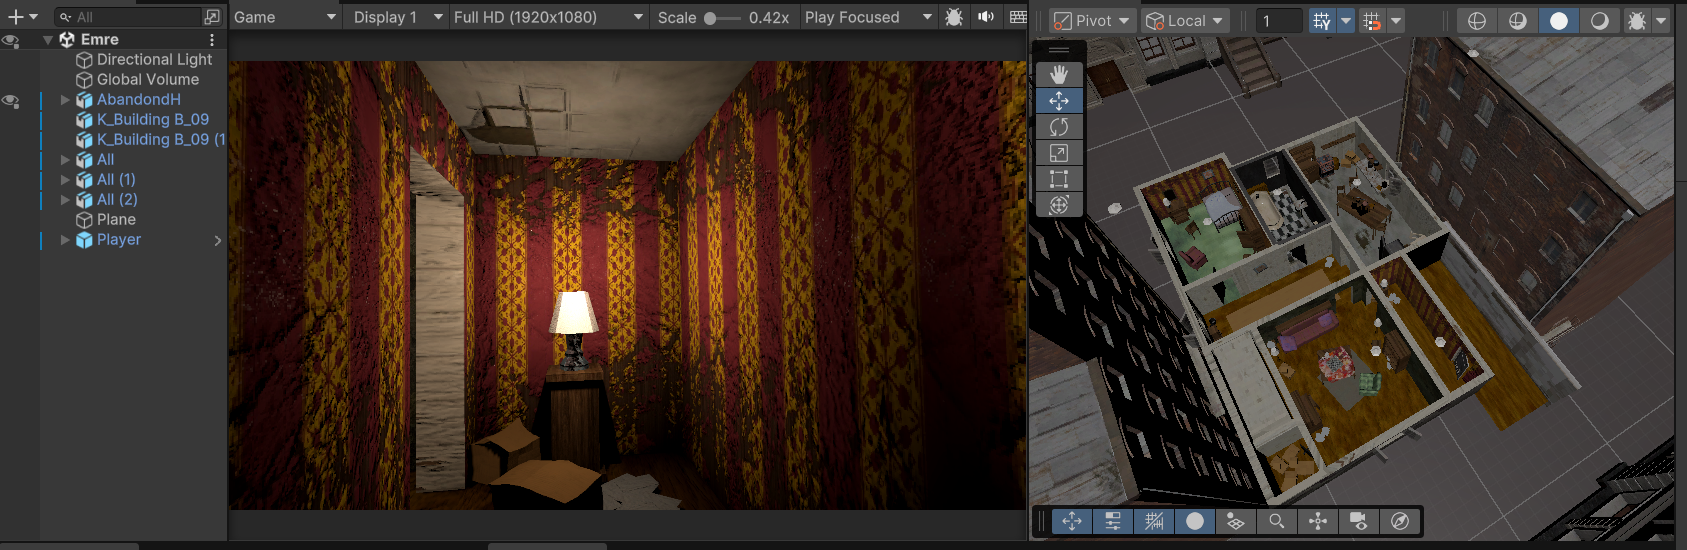 All
Emre
Directional Light
Global Volume
AbandondH
K_Building B_09
K_Building B_09 (1
All
All (1)
All (2)
Plane
Player
Game
Display 1
Full HD (1920x1080)
Scale
0.42x
Play Focused
Pivot
Local
1